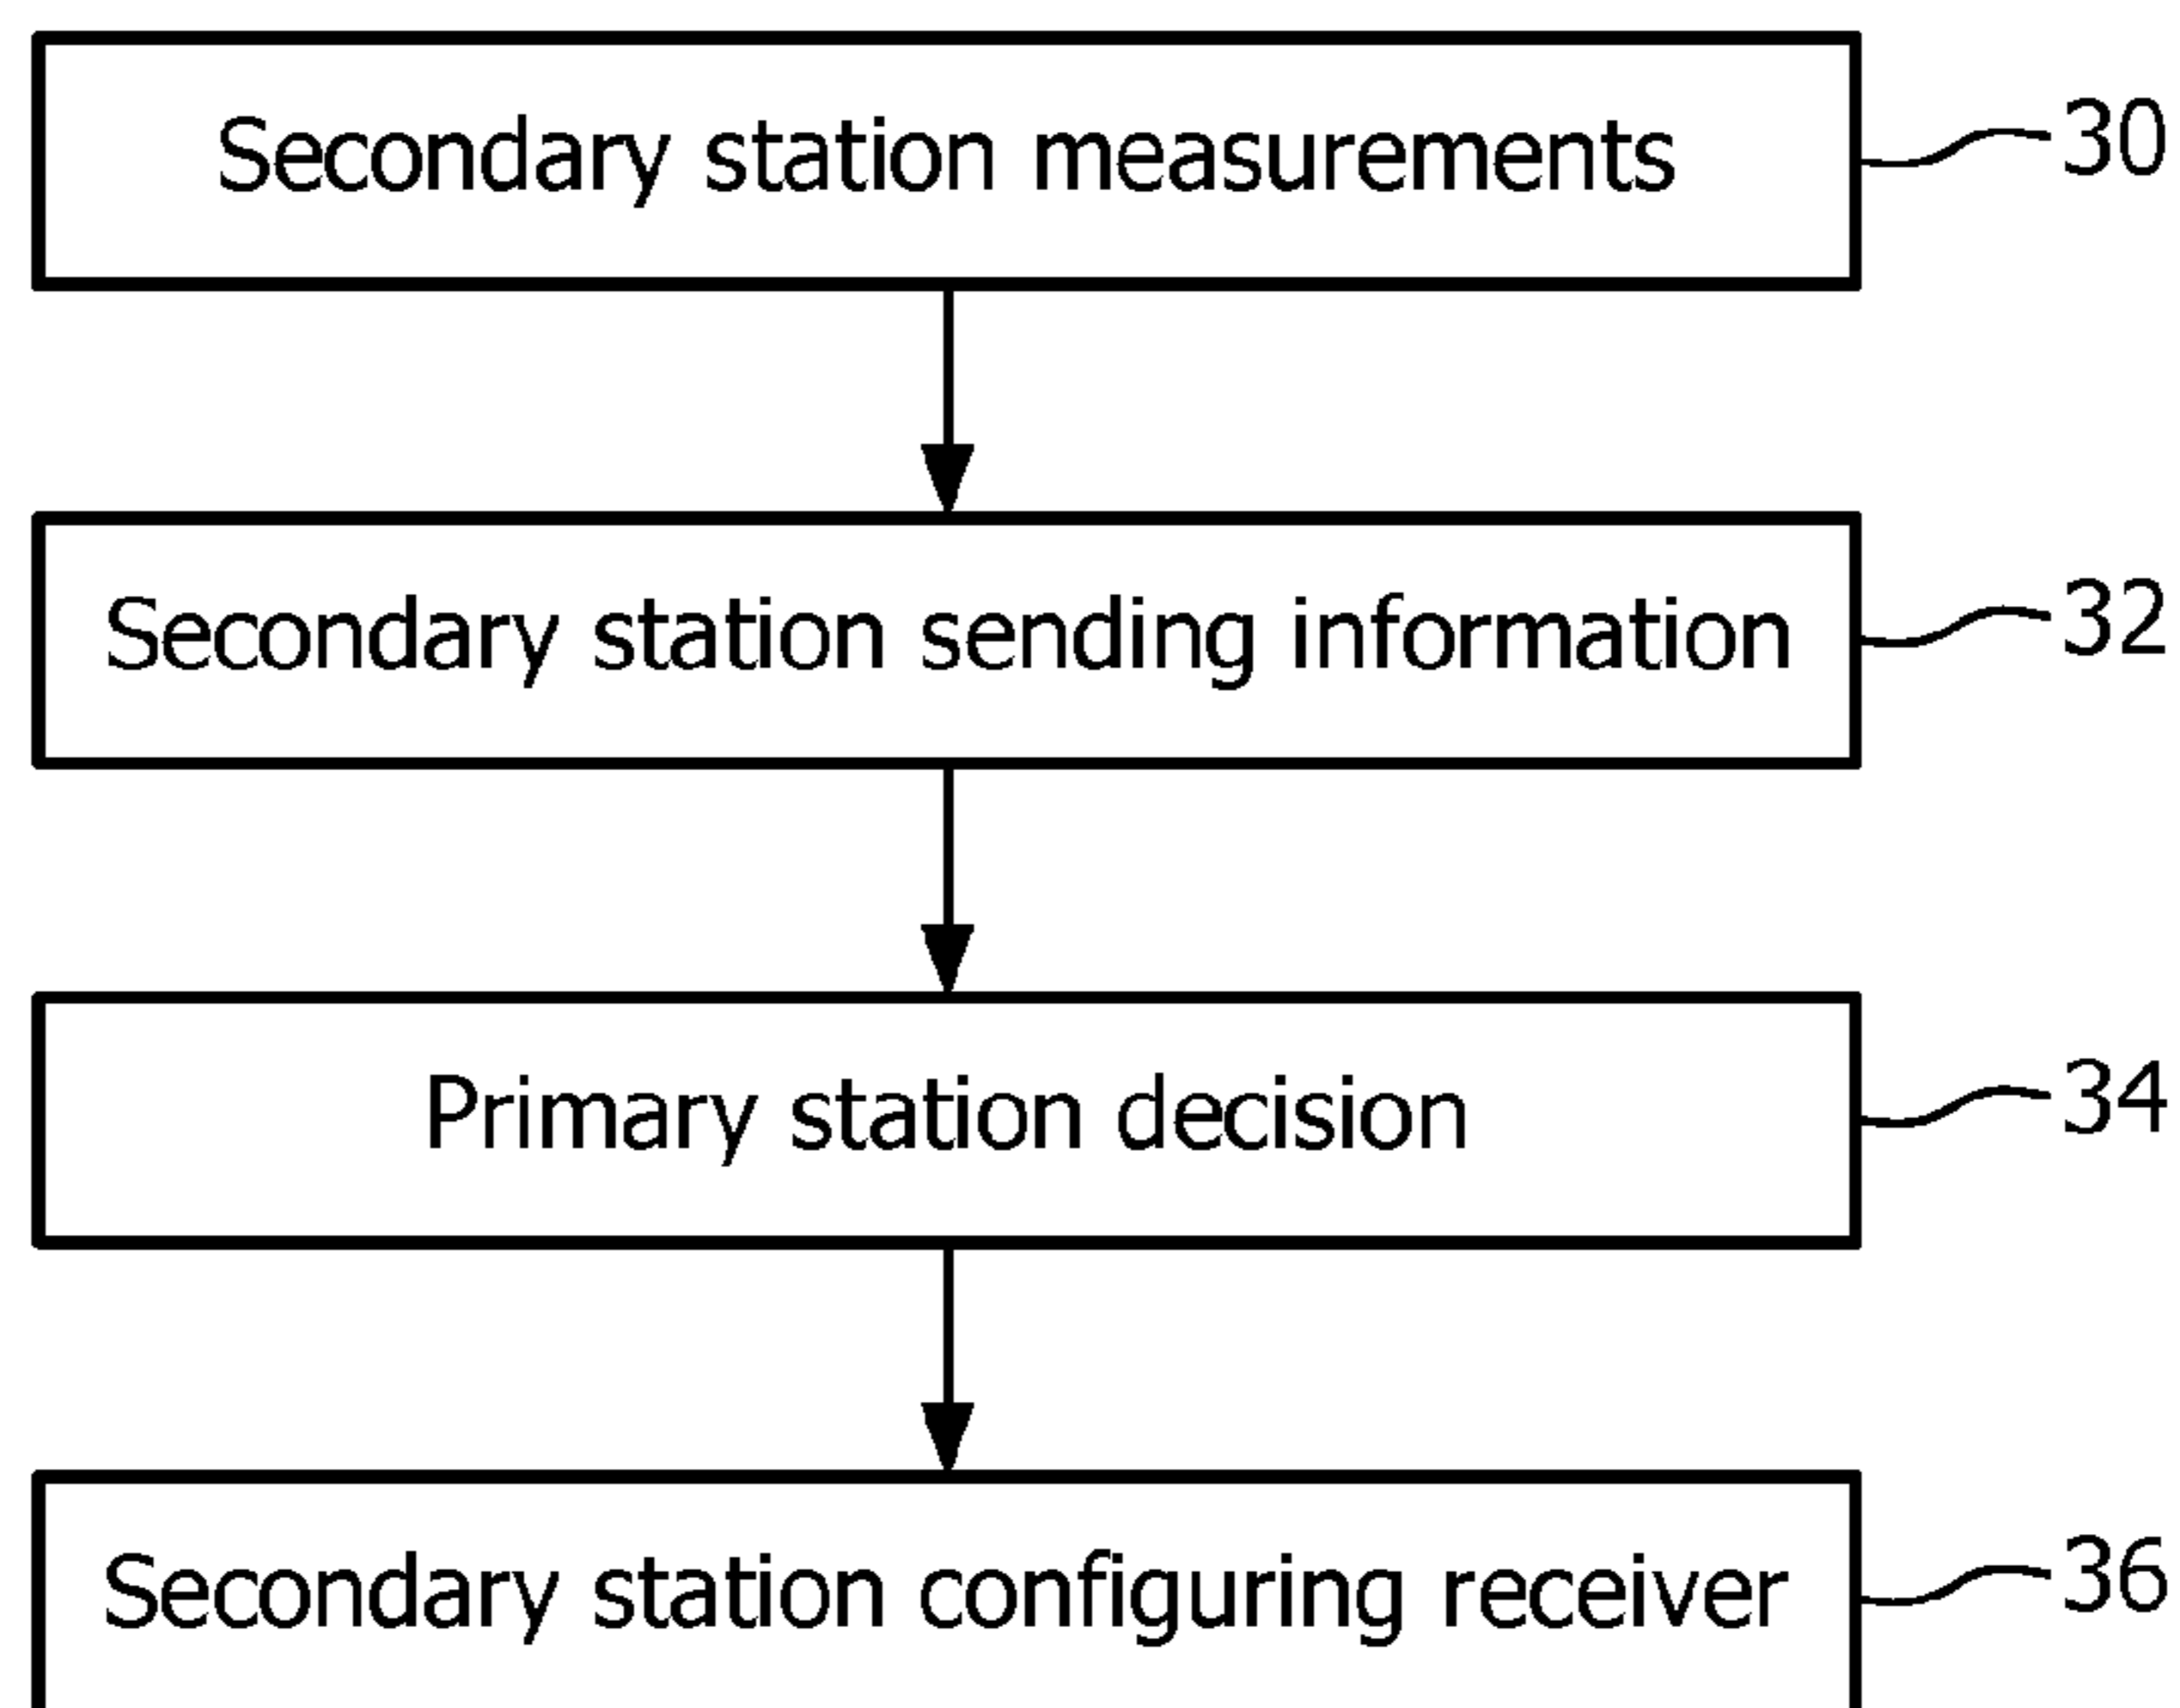 Secondary station measurements 30
Secondary station sending information 32
Primary station decision 34
Secondary station configuring receiver 36